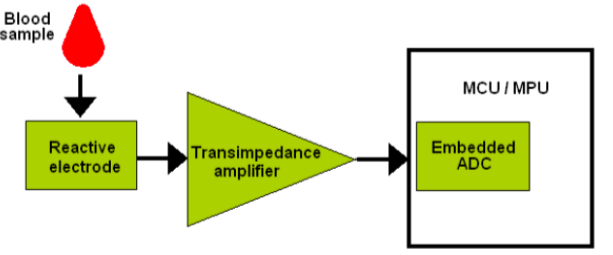 Blood
sample
Reactive
electrode
Transimpedance
amplifier
MCU / MPU
Embedded
ADC